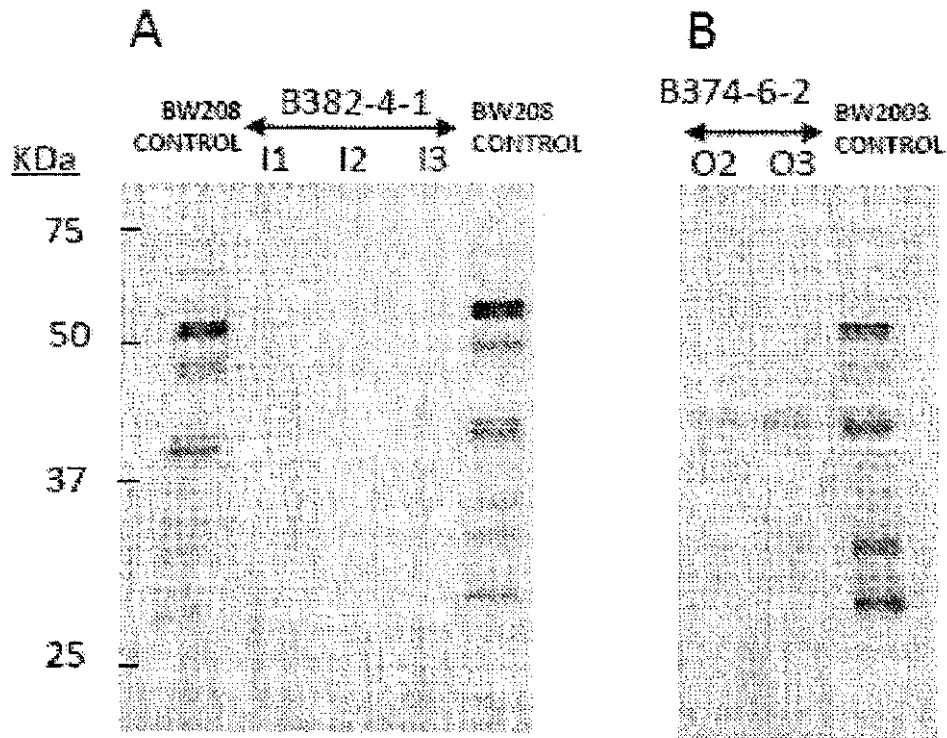 A
B
BW208 CONTROL
B382-4-1
BW208 CONTROL
B374-6-2
BW2003 CONTROL
KDa
I1 I2 I3
O2 O3
75
50
37
25